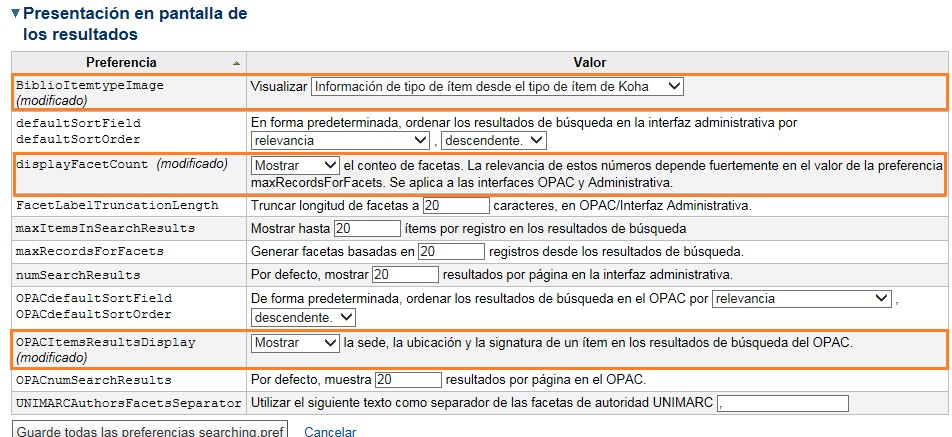 Presentación en pantalla de
los resultados
Preferencia Valor
BiblioItemtypeImage
(modificado)
Visualizar Información de tipo de ítem desde el tipo de ítem de Koha
defaultSortField
defaultSortOrder
En forma predeterminada, ordenar los resultados de búsqueda en la interfaz administrativa por
relevancia , descendente.
displayFacetCount (modificado)
Mostrar el conteo de facetas. La relevancia de estos números depende fuertemente en el valor de la preferencia
maxRecordsForFacets. Se aplica a las interfaces OPAC y Administrativa.
FacetLabelTruncationLength Truncar longitud de facetas a 20 caracteres, en OPAC/Interfaz Administrativa.
maxItemsInSearchResults Mostrar hasta 20 ítems por registro en los resultados de búsqueda
maxRecordsForFacets Generar facetas basadas en 20 registros desde los resultados de búsqueda.
numSearchResults Por defecto, mostrar 20 resultados por página en la interfaz administrativa.
OPACdefaultSortField
OPACdefaultSortOrder
De forma predeterminada, ordenar los resultados de búsqueda en el OPAC por relevancia ,
descendente.
OPACItemsResultsDisplay
(modificado)
Mostrar la sede, la ubicación y la signatura de un ítem en los resultados de búsqueda del OPAC.
OPACnumSearchResults Por defecto, muestra 20 resultados por página en el OPAC.
UNIMARCAuthorsFacetsSeparator Utilizar el siguiente texto como separador de las facetas de autoridad UNIMARC ,
Guarde todas las preferencias searching.pref Cancelar